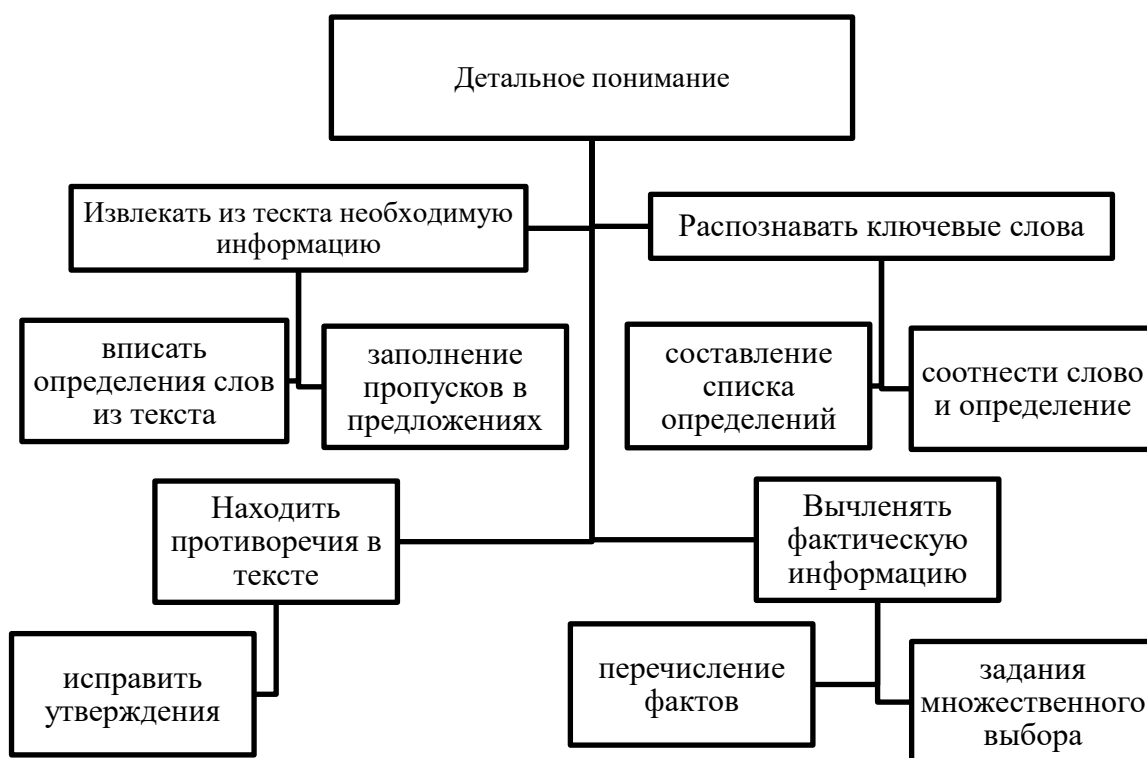 Детальное понимание
Извлекать из тескта необходимую
информацию
Распознавать ключевые слова
вписать
определения слов
из текста
заполнение
пропусков в
предложениях
составление
списка
определений
соотнести слово
и определение
Находить
противоречия в
тексте
Вычленять
фактическую
информацию
исправить
утверждения
перечисление
фактов
задания
множественного
выбора